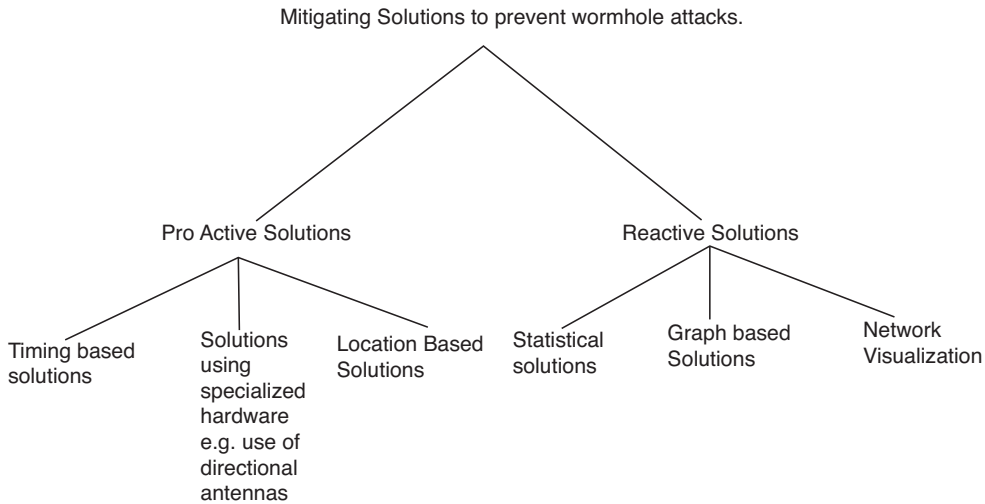 Mitigating Solutions to prevent wormhole attacks.
Pro Active Solutions
Reactive Solutions
Timing based
solutions
Solutions
using
specialized
hardware
e.g. use of
directional
antennas
Location Based
Solutions
Statistical
solutions
Graph based
Solutions
Network
Visualization